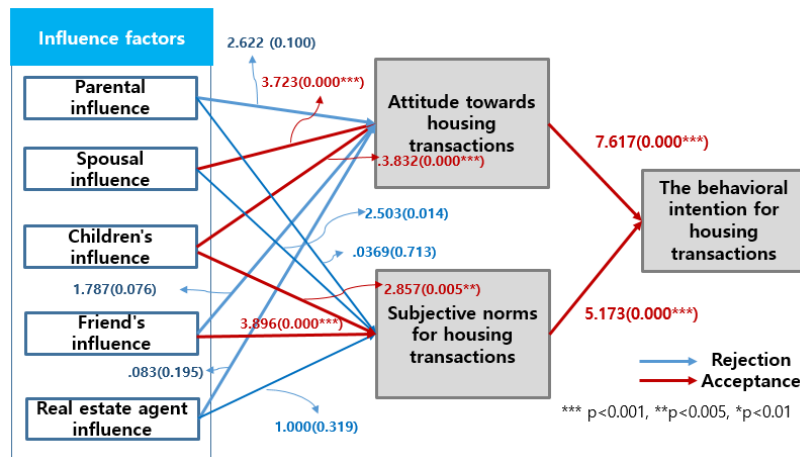 Influence factors
2.622 (0.100)
Parental
influence
3.723(0.000***)
Attitude towards
housing
transactions
Spousal
influence
.3.832(0.000***)
7.617(0.000***)
The behavioral
intention for
housing
transactions
Children's
influence
2.503(0.014)
.0369(0.713)
1.787(0.076)
2.857(0.005**)
Friend's
influence
3.896(0.000***)
Subjective norms
for housing
transactions
5.173(0.000***)
.083(0.195)
Real estate agent
influence
1.000(0.319)
Rejection
Acceptance
*** p<0.001, **p<0.005, *p<0.01